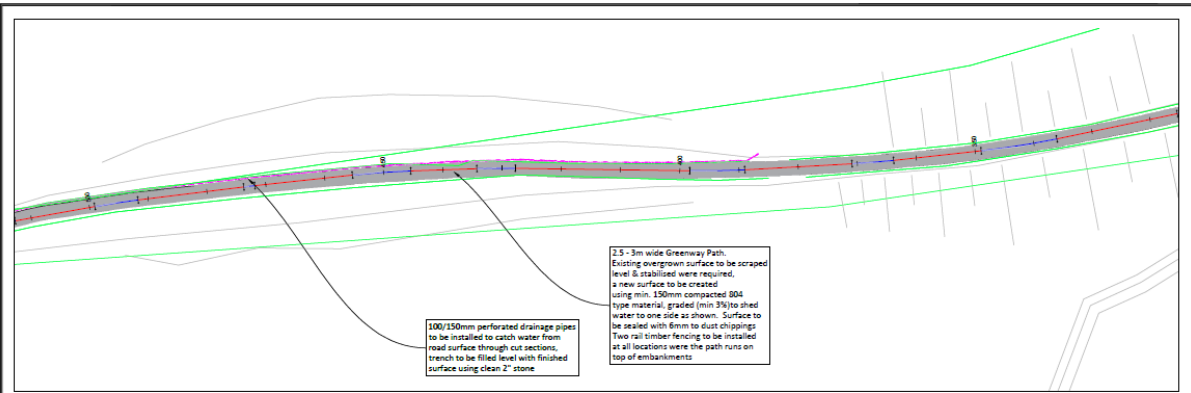 500
450
400
350
2.5 - 3m wide Greenway Path.
Existing overgrown surface to be scraped
level & stabilised were required,
a new surface to be created
using min. 150mm compacted 804
type material, graded (min 3%)to shed
water to one side as shown. Surface to
be sealed with 6mm to dust chippings
Two rail timber fencing to be installed
at all locations were the path runs on
top of embankments
100/150mm perforated drainage pipes
to be installed to catch water from
road surface through cut sections,
trench to be filled level with finished
surface using clean 2" stone